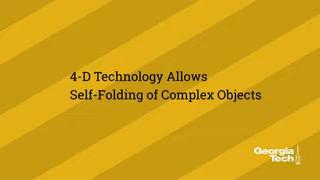 4-D Technology Allows
Self-Folding of Complex Objects
Georgia
Tech